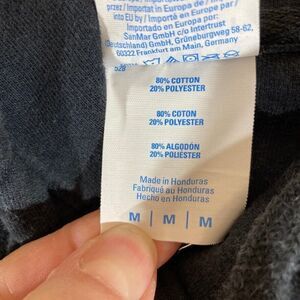 przez / Importat in Europa de /
into EU by / Importé en Europe par /
Importado en Europa por:
SanMar GmbH c/o Intertrust
(Deutschland) GmbH, Grüneburgweg 58-62,
60322 Frankfurt am Main, Germany
80% COTTON
20% POLYESTER
80% COTON
20% POLYESTER
80% ALGODÓN
20% POLIÉSTER
Made in Honduras
Fabriqué au Honduras
Hecho en Honduras
M | M | M